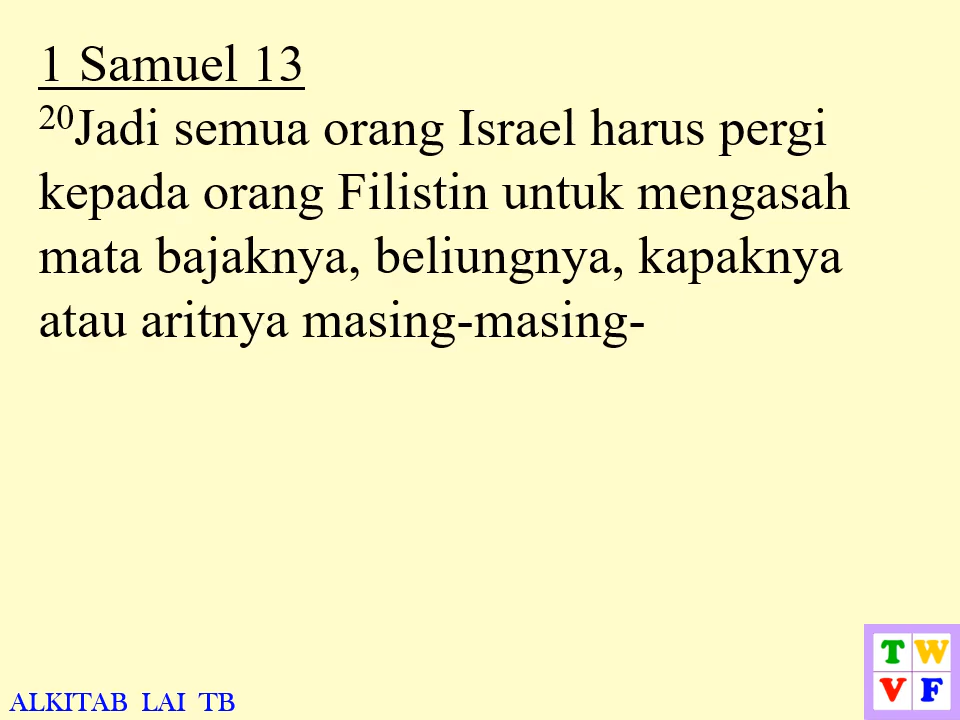 1 Samuel 13
20Jadi semua orang Israel harus pergi
kepada orang Filistin untuk mengasah
mata bajaknya, beliungnya, kapaknya
atau aritnya masing-masing-
ALKITAB LAI TB
T W
V F